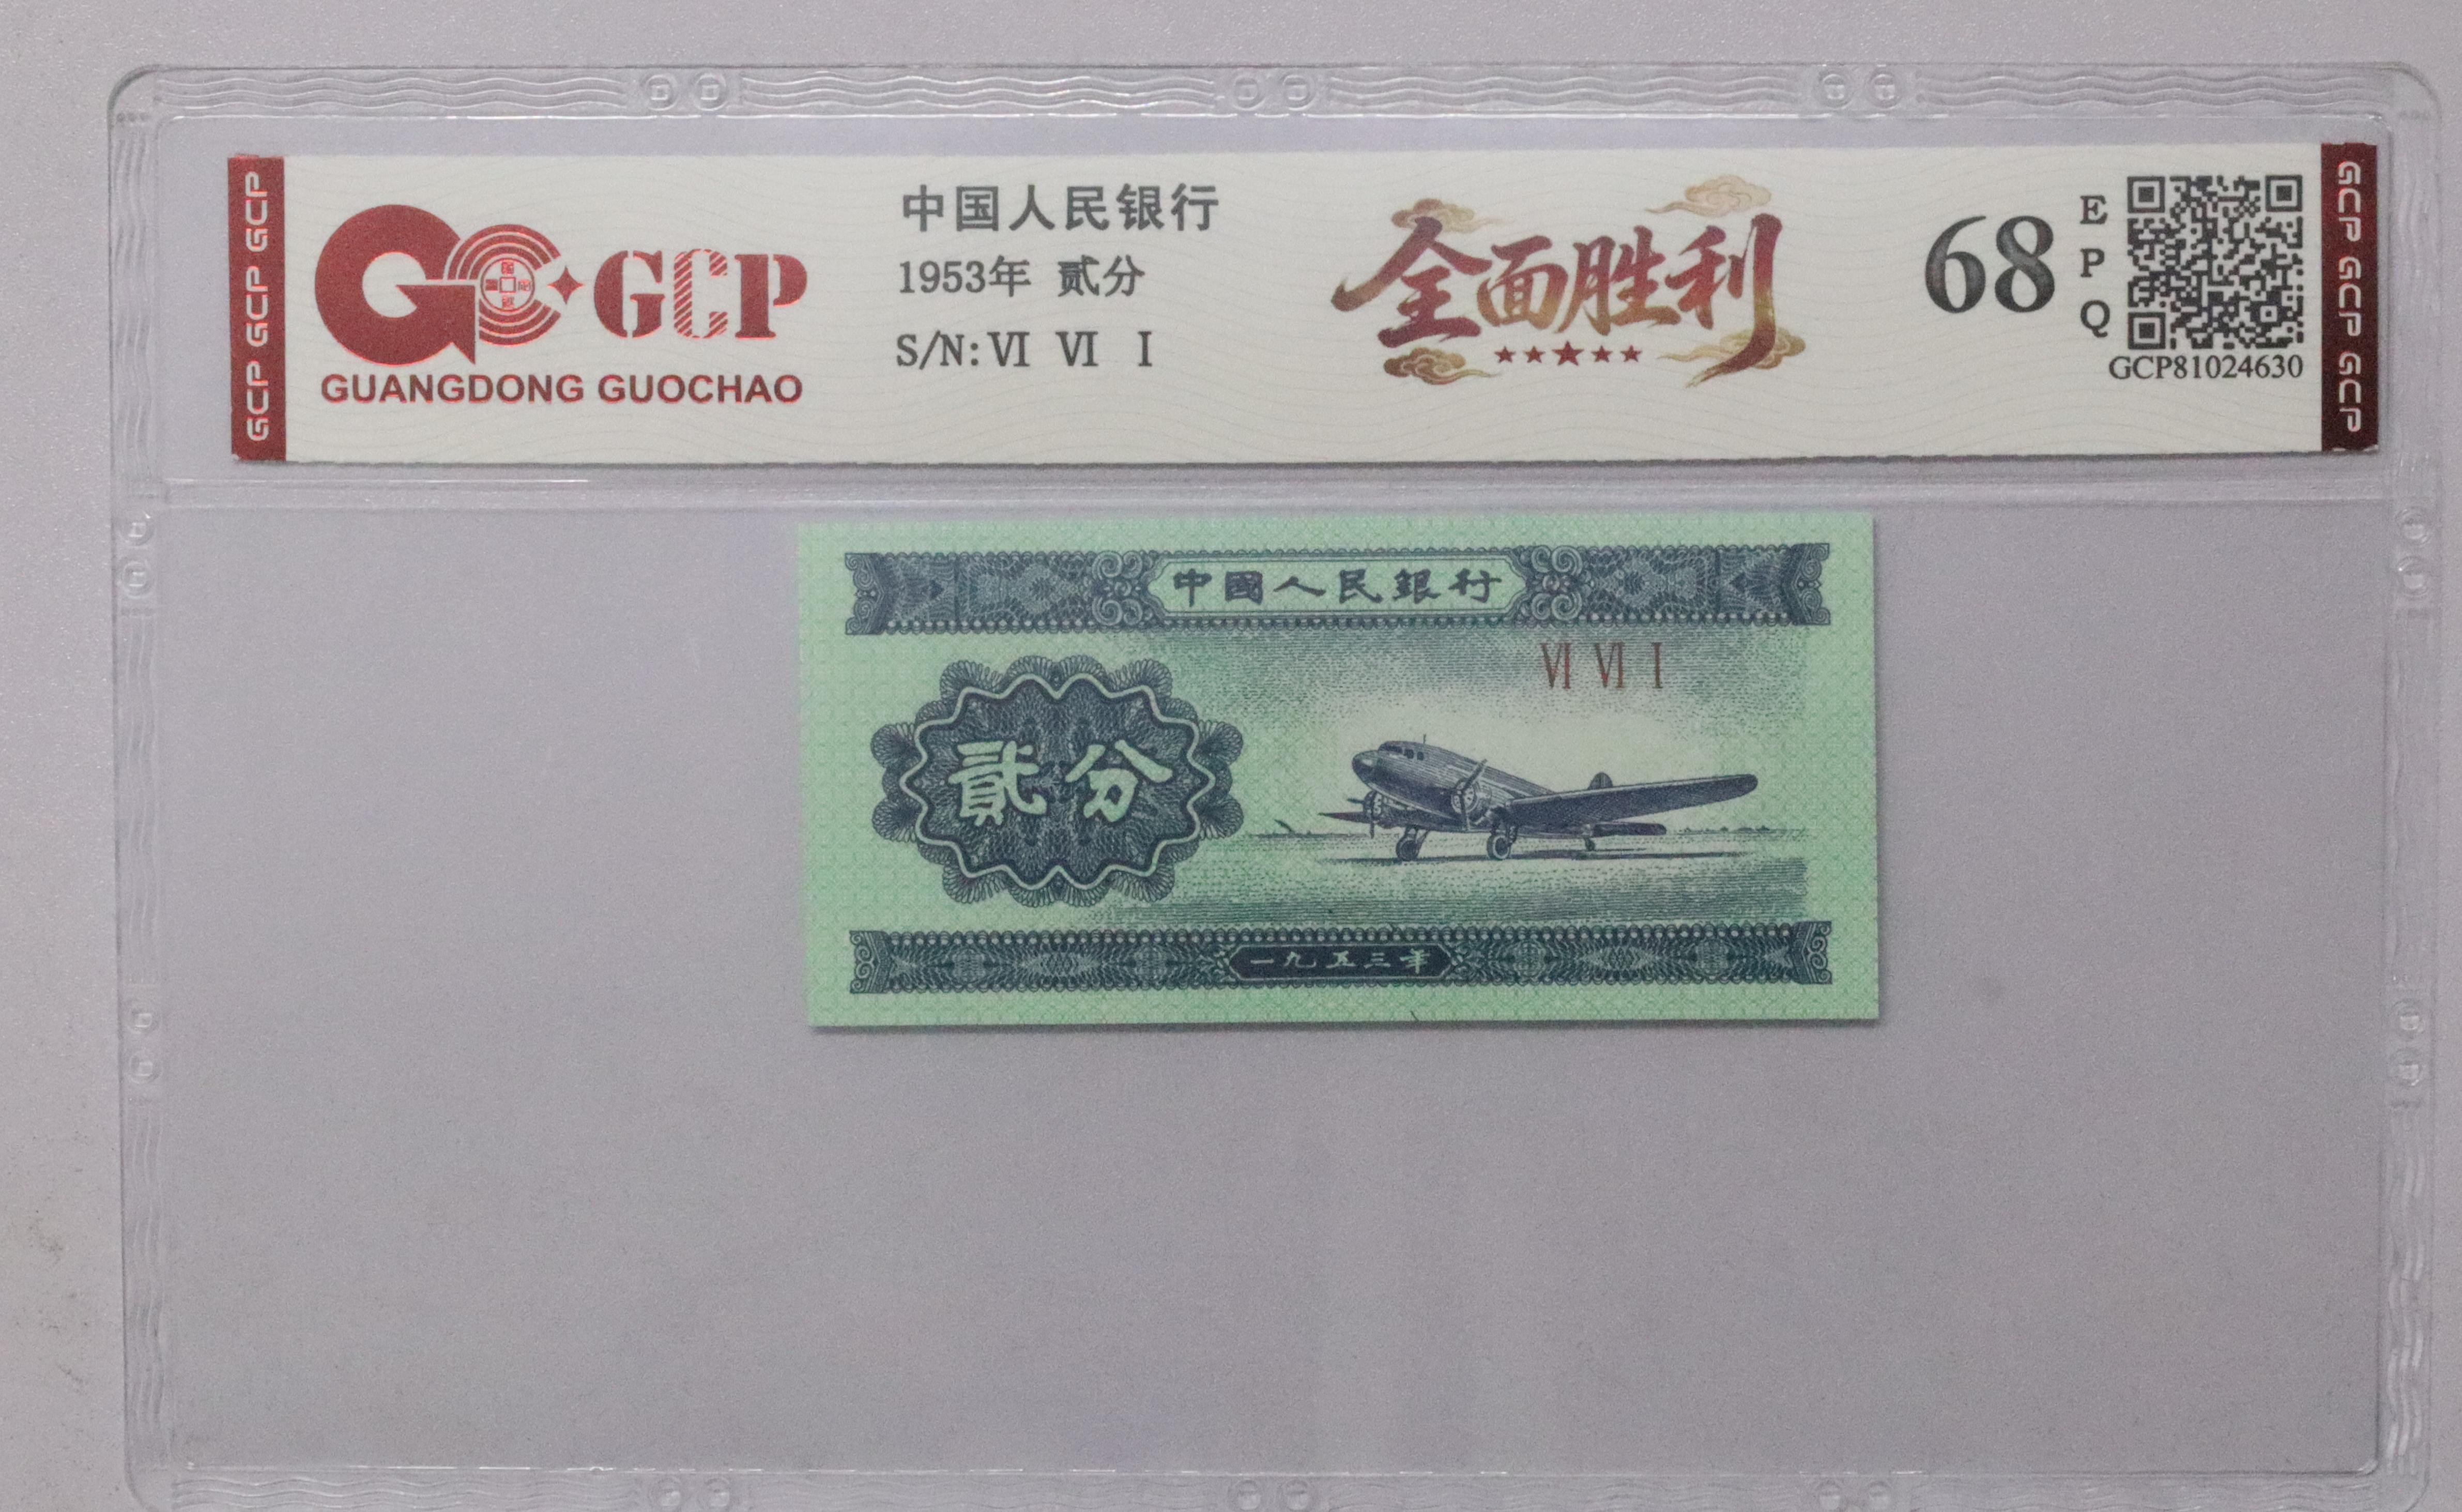 GCP GCP GCP
GCP
GUANGDONG GUOCHAO
中国人民银行
1953年 贰分
S/N: VI VI I
全面胜利
68
E
P
Q
GCP81024630
GCP GCP GCP
中國人民銀行
VI VI I
貳分
一九五三年